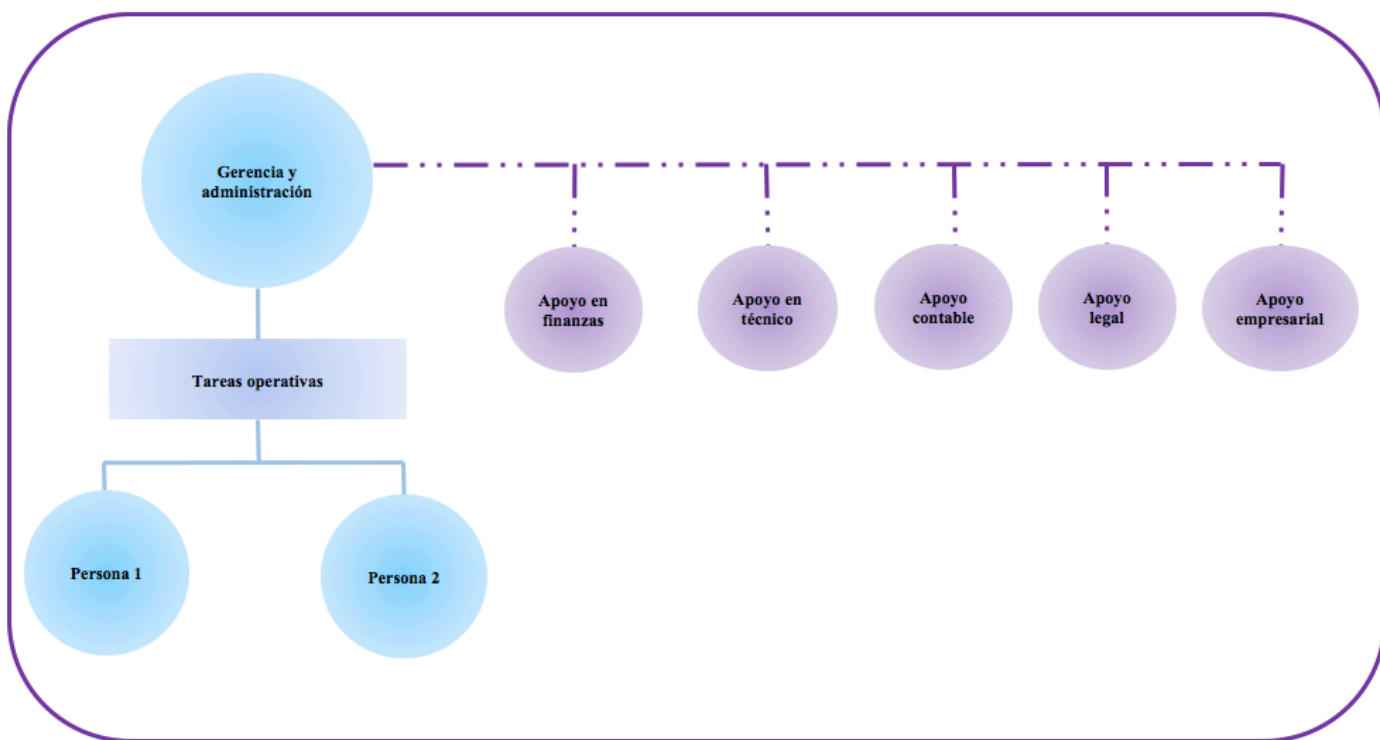 Gerencia y
administración
Apoyo en
finanzas
Apoyo en
técnico
Apoyo
contable
Apoyo
legal
Apoyo
empresarial
Tareas operativas
Persona 1
Persona 2